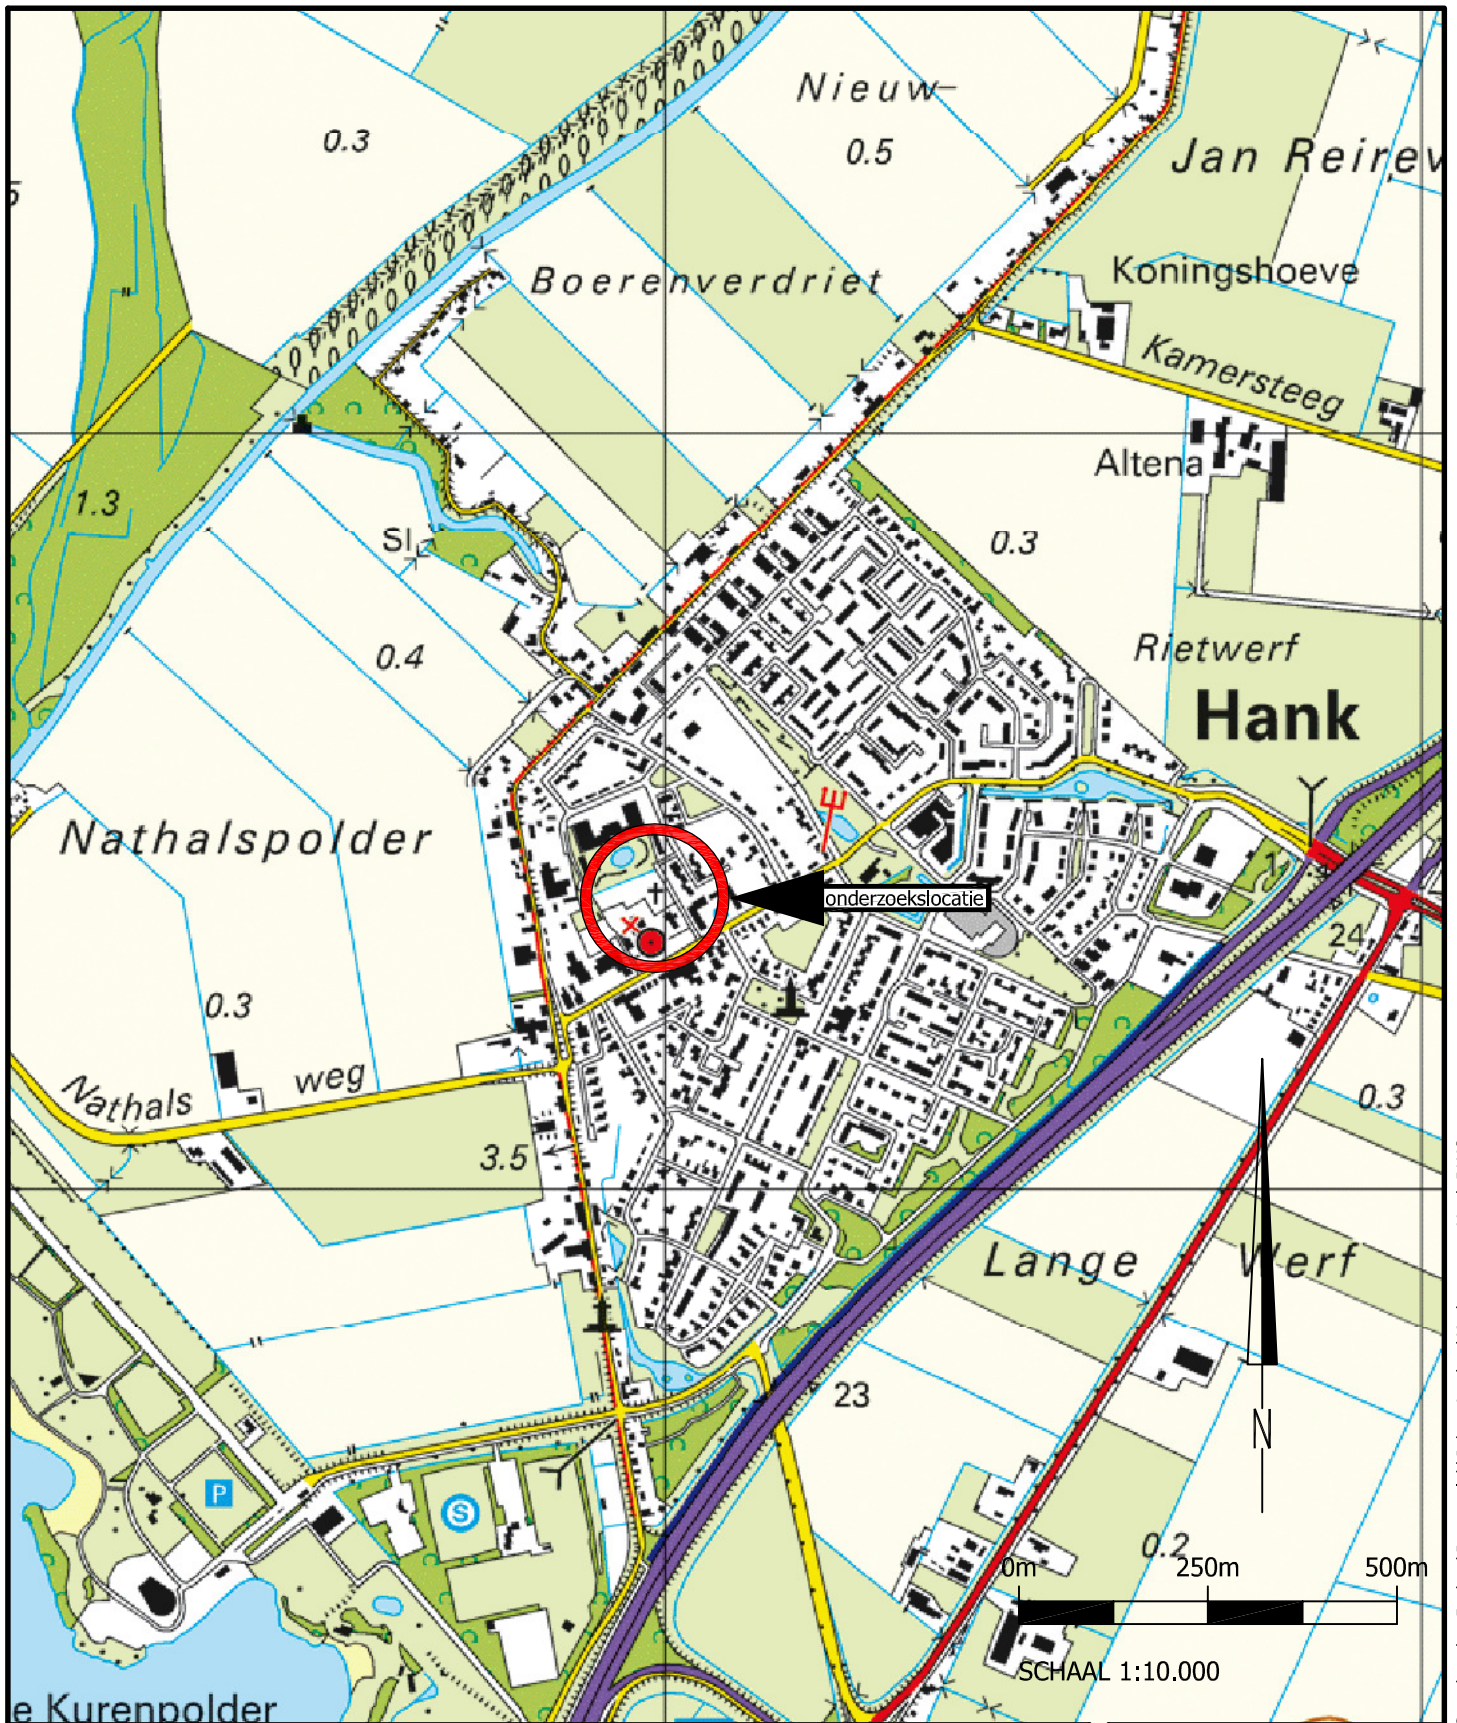 Nieuw-
0.3
0.5
Jan Reirev
Boerenverdriet
Koningshoeve
Kamersteeg
Altena
1.3
Sl.
0.3
0.4
Rietwerf
Hank
Nathalspolder
onderzoekslocatie
24
0.3
Nathals weg
0.3
3.5
Lange Werf
23
N
P
S
0.2
0m 250m 500m
SCHAAL 1:10.000
e Kurenpolder